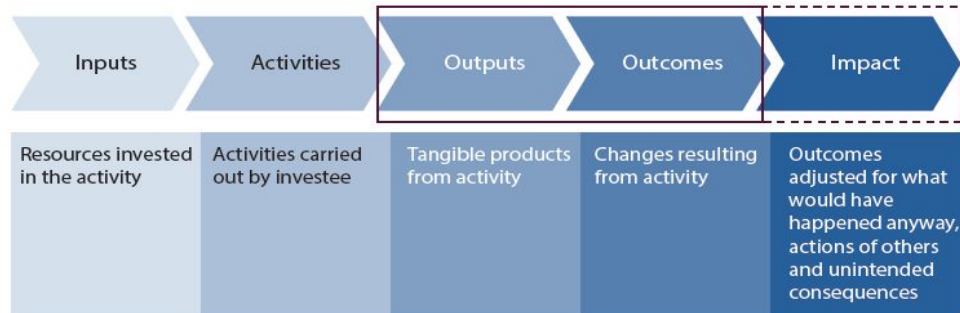 Inputs
Activities
Outputs
Outcomes
Impact
Resources invested
in the activity
Activities carried
out by investee
Tangible products
from activity
Changes resulting
from activity
Outcomes
adjusted for what
would have
happened anyway,
actions of others
and unintended
consequences